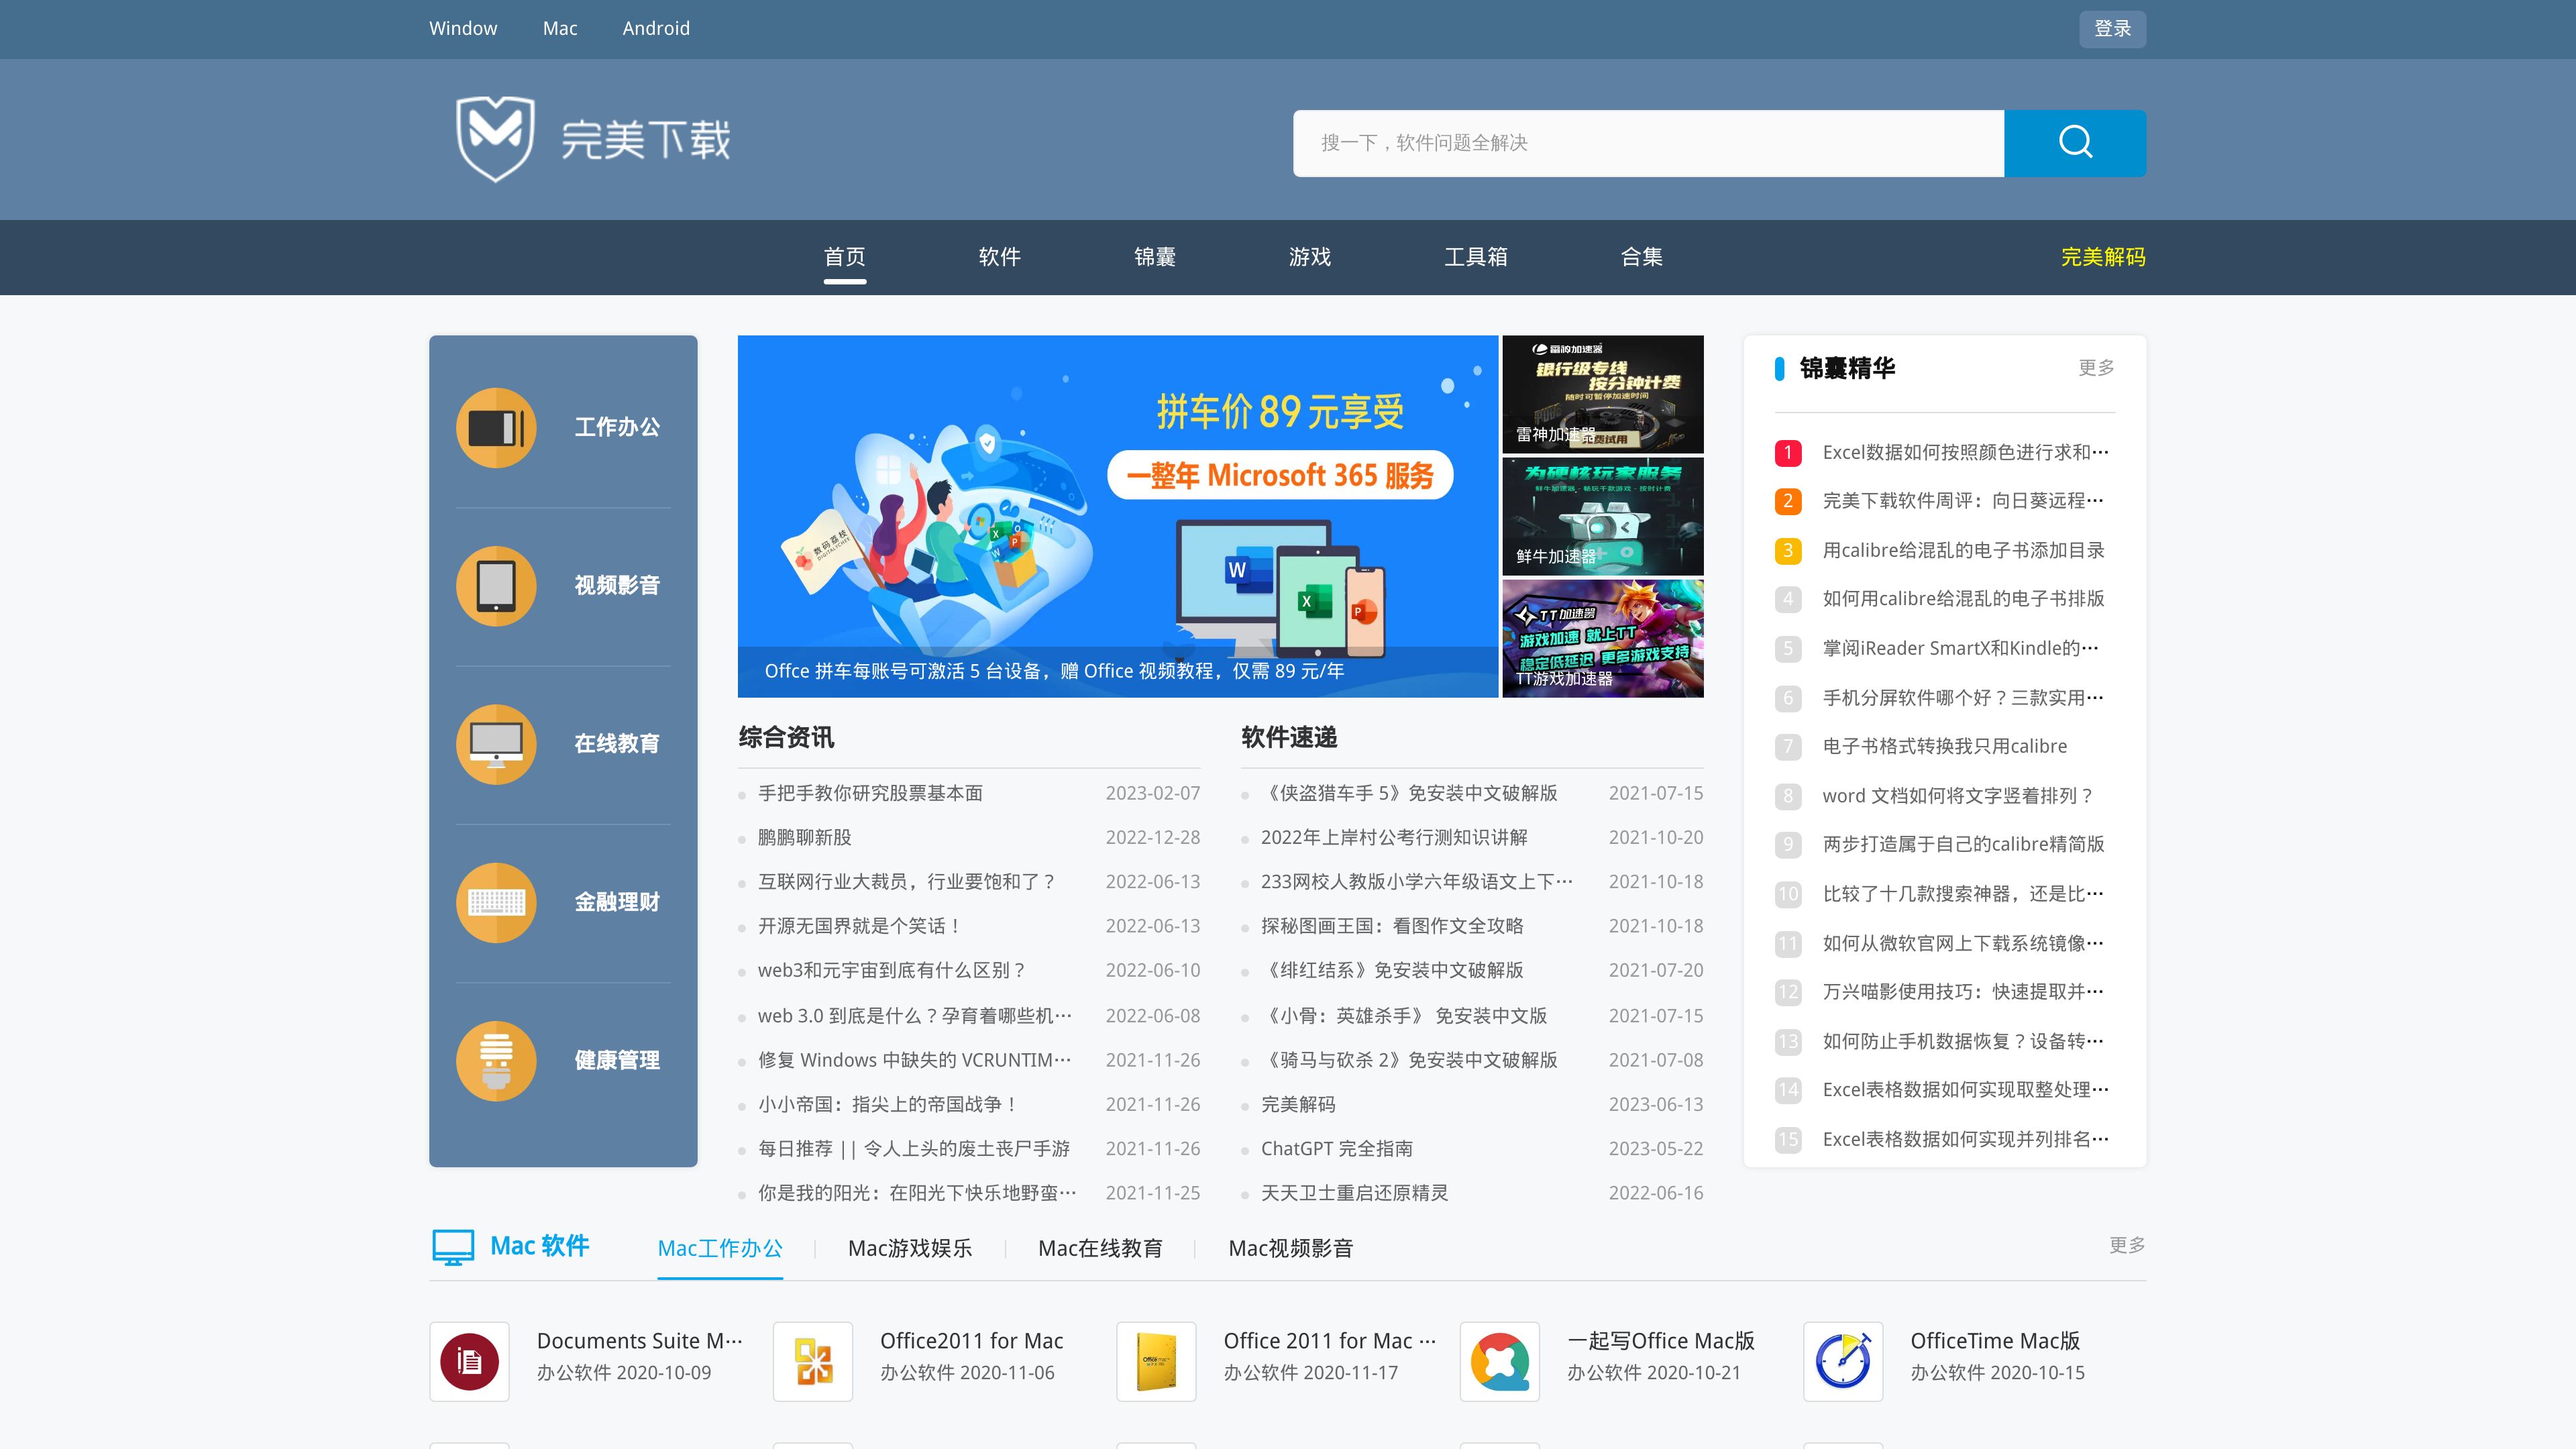 Window Mac Android 登录
完美下载
搜一下，软件问题全解决
首页 软件 锦囊 游戏 工具箱 合集 完美解码
工作办公
视频影音
在线教育
金融理财
健康管理
拼车价 89 元享受
一整年 Microsoft 365 服务
数码荔枝
DIGITALYCHEE
Offce 拼车每账号可激活 5 台设备，赠 Office 视频教程，仅需 89 元/年
雷神加速器
银行级专线
按分钟计费
随时可暂停加速时间
雷神加速器
为硬核玩家服务
鲜牛加速器
TT加速器
游戏加速 就上TT
稳定低延迟 更多游戏支持
TT游戏加速器
综合资讯
手把手教你研究股票基本面 2023-02-07
鹏鹏聊新股 2022-12-28
互联网行业大裁员，行业要饱和了？ 2022-06-13
开源无国界就是个笑话！ 2022-06-13
web3和元宇宙到底有什么区别？ 2022-06-10
web 3.0 到底是什么？孕育着哪些机… 2022-06-08
修复 Windows 中缺失的 VCRUNTIM… 2021-11-26
小小帝国：指尖上的帝国战争！ 2021-11-26
每日推荐 || 令人上头的废土丧尸手游 2021-11-26
你是我的阳光：在阳光下快乐地野蛮… 2021-11-25
软件速递
《侠盗猎车手 5》免安装中文破解版 2021-07-15
2022年上岸村公考行测知识讲解 2021-10-20
233网校人教版小学六年级语文上下… 2021-10-18
探秘图画王国：看图作文全攻略 2021-10-18
《绯红结系》免安装中文破解版 2021-07-20
《小骨：英雄杀手》 免安装中文版 2021-07-15
《骑马与砍杀 2》免安装中文破解版 2021-07-08
完美解码 2023-06-13
ChatGPT 完全指南 2023-05-22
天天卫士重启还原精灵 2022-06-16
锦囊精华 更多
1 Excel数据如何按照颜色进行求和…
2 完美下载软件周评：向日葵远程…
3 用calibre给混乱的电子书添加目录
4 如何用calibre给混乱的电子书排版
5 掌阅iReader SmartX和Kindle的…
6 手机分屏软件哪个好？三款实用…
7 电子书格式转换我只用calibre
8 word 文档如何将文字竖着排列？
9 两步打造属于自己的calibre精简版
10 比较了十几款搜索神器，还是比…
11 如何从微软官网上下载系统镜像…
12 万兴喵影使用技巧：快速提取并…
13 如何防止手机数据恢复？设备转…
14 Excel表格数据如何实现取整处理…
15 Excel表格数据如何实现并列排名…
Mac 软件 Mac工作办公 Mac游戏娱乐 Mac在线教育 Mac视频影音 更多
Documents Suite M…
办公软件 2020-10-09
Office2011 for Mac
办公软件 2020-11-06
Office 2011 for Mac …
办公软件 2020-11-17
一起写Office Mac版
办公软件 2020-10-21
OfficeTime Mac版
办公软件 2020-10-15